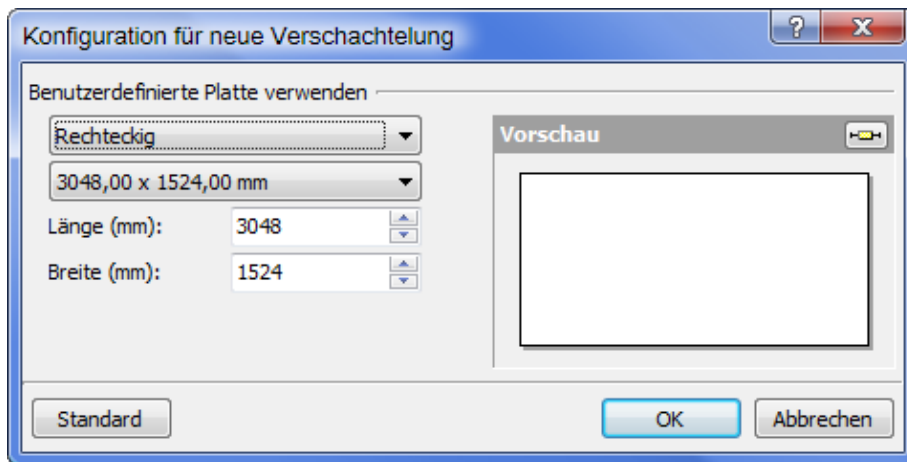 Konfiguration für neue Verschachtelung
Benutzerdefinierte Platte verwenden
Rechteckig
3048,00 x 1524,00 mm
Länge (mm): 3048
Breite (mm): 1524
Vorschau
Standard
OK
Abbrechen